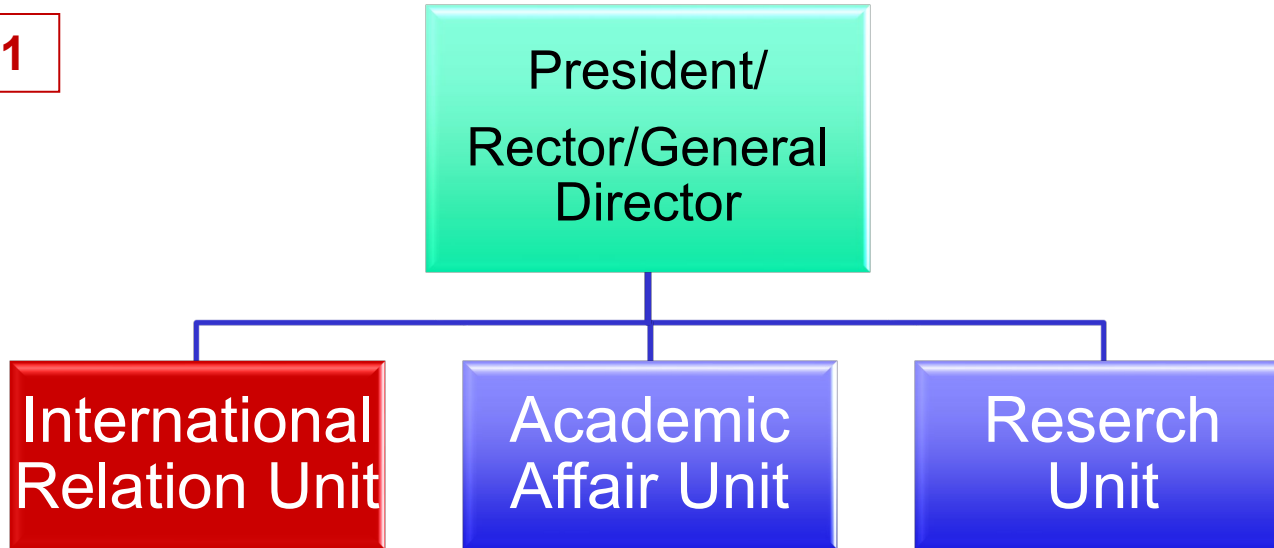 1
President/
Rector/General
Director
International
Relation Unit
Academic
Affair Unit
Reserch
Unit